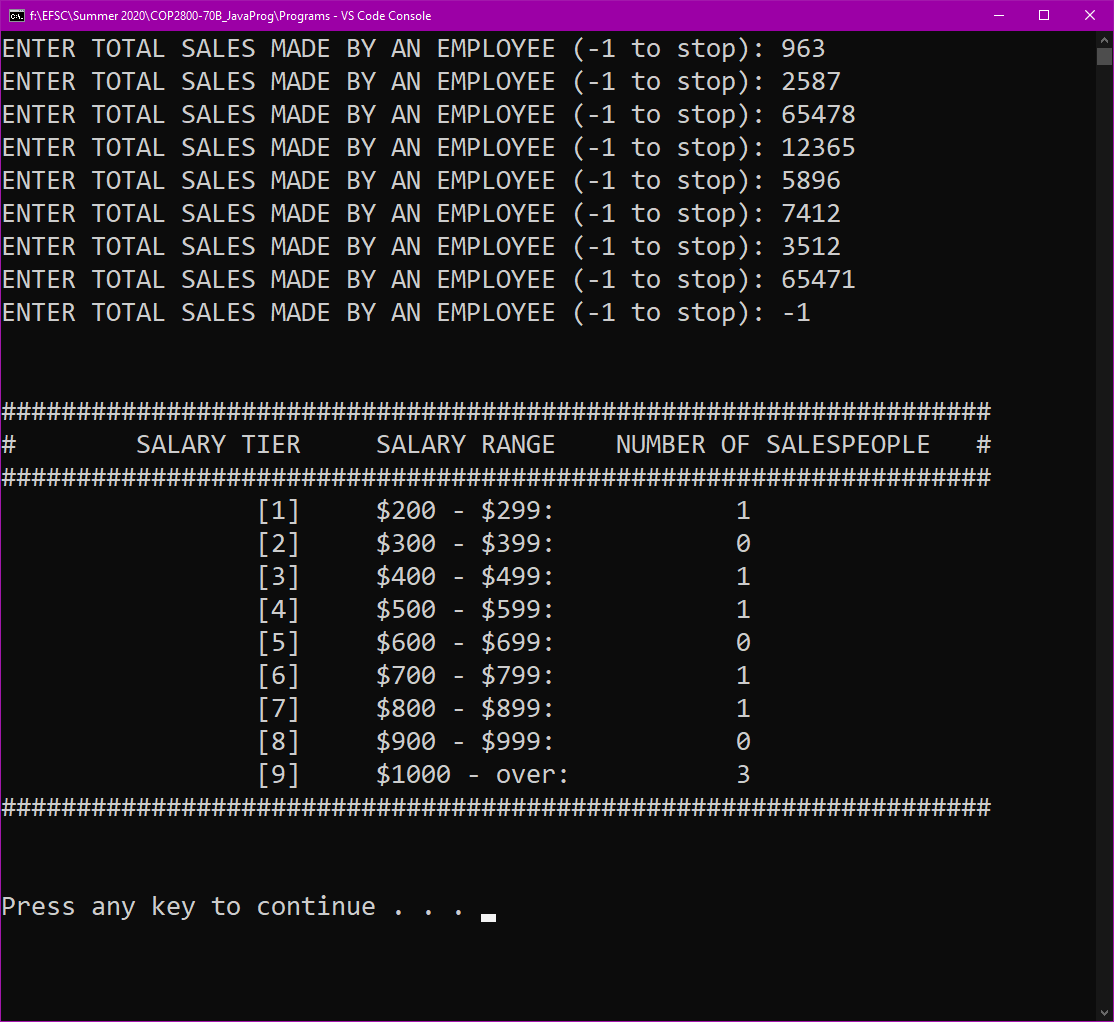 f:\EFSC\Summer 2020\COP2800-70B_JavaProg\Programs - VS Code Console
ENTER TOTAL SALES MADE BY AN EMPLOYEE (-1 to stop): 963
ENTER TOTAL SALES MADE BY AN EMPLOYEE (-1 to stop): 2587
ENTER TOTAL SALES MADE BY AN EMPLOYEE (-1 to stop): 65478
ENTER TOTAL SALES MADE BY AN EMPLOYEE (-1 to stop): 12365
ENTER TOTAL SALES MADE BY AN EMPLOYEE (-1 to stop): 5896
ENTER TOTAL SALES MADE BY AN EMPLOYEE (-1 to stop): 7412
ENTER TOTAL SALES MADE BY AN EMPLOYEE (-1 to stop): 3512
ENTER TOTAL SALES MADE BY AN EMPLOYEE (-1 to stop): 65471
ENTER TOTAL SALES MADE BY AN EMPLOYEE (-1 to stop): -1
##################################################################
#        SALARY TIER     SALARY RANGE    NUMBER OF SALESPEOPLE   #
##################################################################
                 [1]     $200 - $299:            1
                 [2]     $300 - $399:            0
                 [3]     $400 - $499:            1
                 [4]     $500 - $599:            1
                 [5]     $600 - $699:            0
                 [6]     $700 - $799:            1
                 [7]     $800 - $899:            1
                 [8]     $900 - $999:            0
                 [9]     $1000 - over:           3
##################################################################
Press any key to continue . . .